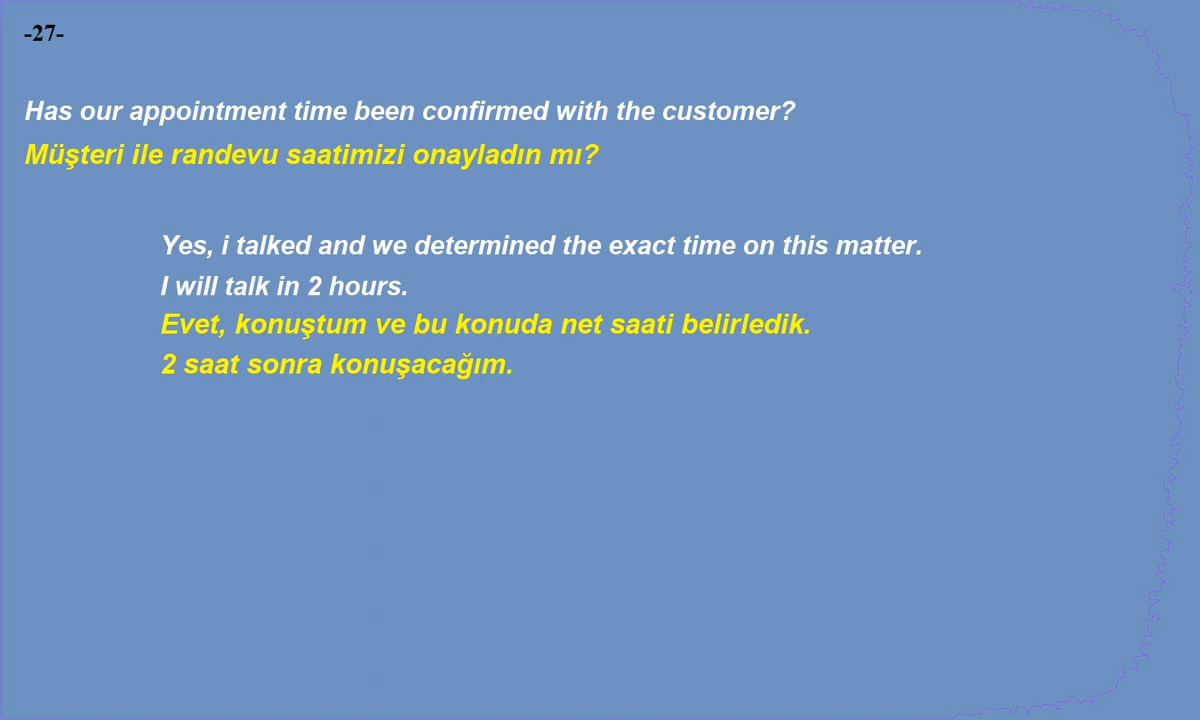 -27-
Has our appointment time been confirmed with the customer?
Müşteri ile randevu saatimizi onayladın mı?
Yes, i talked and we determined the exact time on this matter.
I will talk in 2 hours.
Evet, konuştum ve bu konuda net saati belirledik.
2 saat sonra konuşacağım.